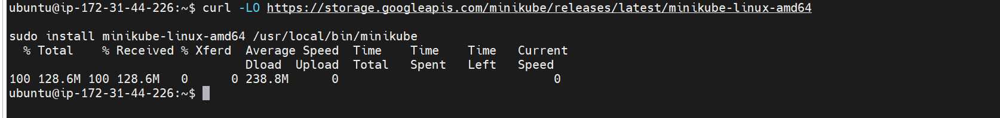 ubuntu@ip-172-31-44-226:~$ curl -LO https://storage.googleapis.com/minikube/releases/latest/minikube-linux-amd64
sudo install minikube-linux-amd64 /usr/local/bin/minikube
  % Total    % Received % Xferd  Average Speed  Time    Time    Time   Current
                                 Dload  Upload  Total   Spent   Left   Speed
100 128.6M 100 128.6M   0      0 238.8M      0                              0
ubuntu@ip-172-31-44-226:~$